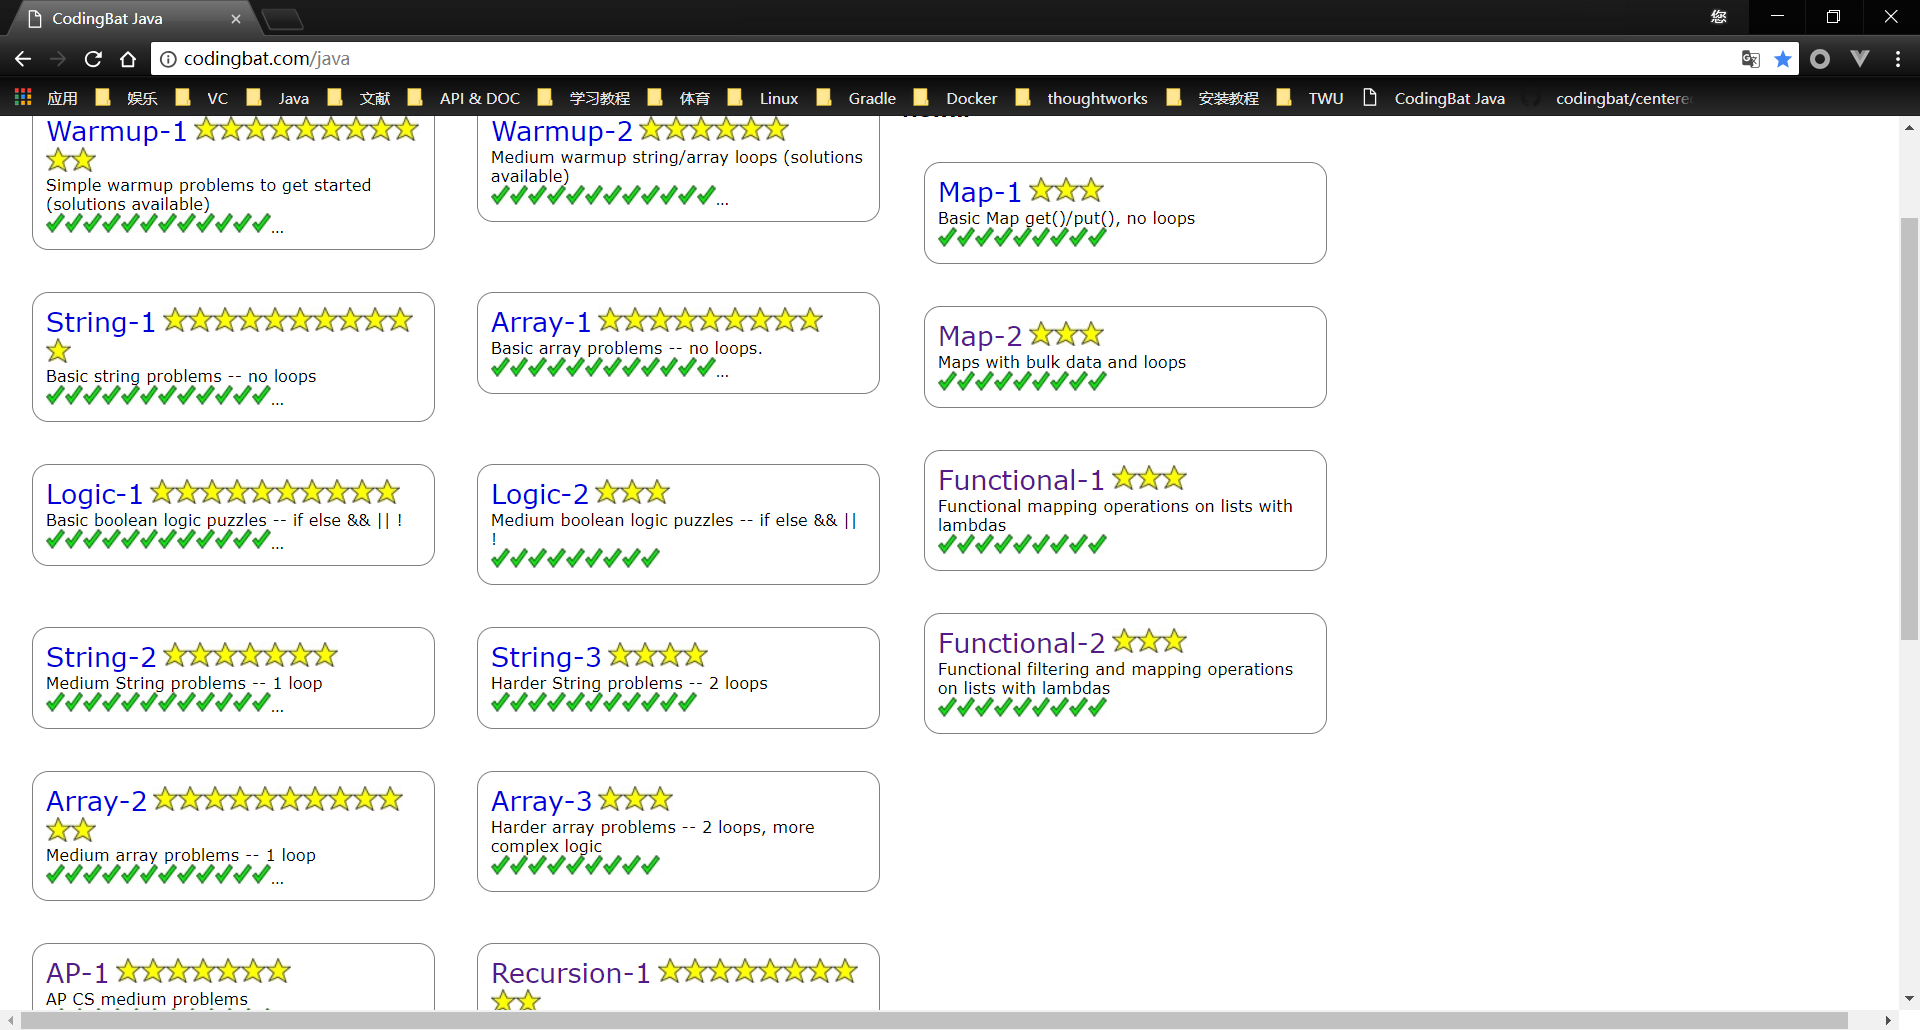 CodingBat Java
您
codingbat.com/java
应用 娱乐 VC Java 文献 API & DOC 学习教程 体育 Linux Gradle Docker thoughtworks 安装教程 TWU CodingBat Java codingbat/centered
Warmup-1
Simple warmup problems to get started
(solutions available)
...
Warmup-2
Medium warmup string/array loops (solutions
available)
...
Map-1
Basic Map get()/put(), no loops
String-1
Basic string problems -- no loops
...
Array-1
Basic array problems -- no loops.
...
Map-2
Maps with bulk data and loops
Logic-1
Basic boolean logic puzzles -- if else && || !
...
Logic-2
Medium boolean logic puzzles -- if else && ||
!
Functional-1
Functional mapping operations on lists with
lambdas
String-2
Medium String problems -- 1 loop
...
String-3
Harder String problems -- 2 loops
Functional-2
Functional filtering and mapping operations
on lists with lambdas
Array-2
Medium array problems -- 1 loop
...
Array-3
Harder array problems -- 2 loops, more
complex logic
AP-1
AP CS medium problems
Recursion-1